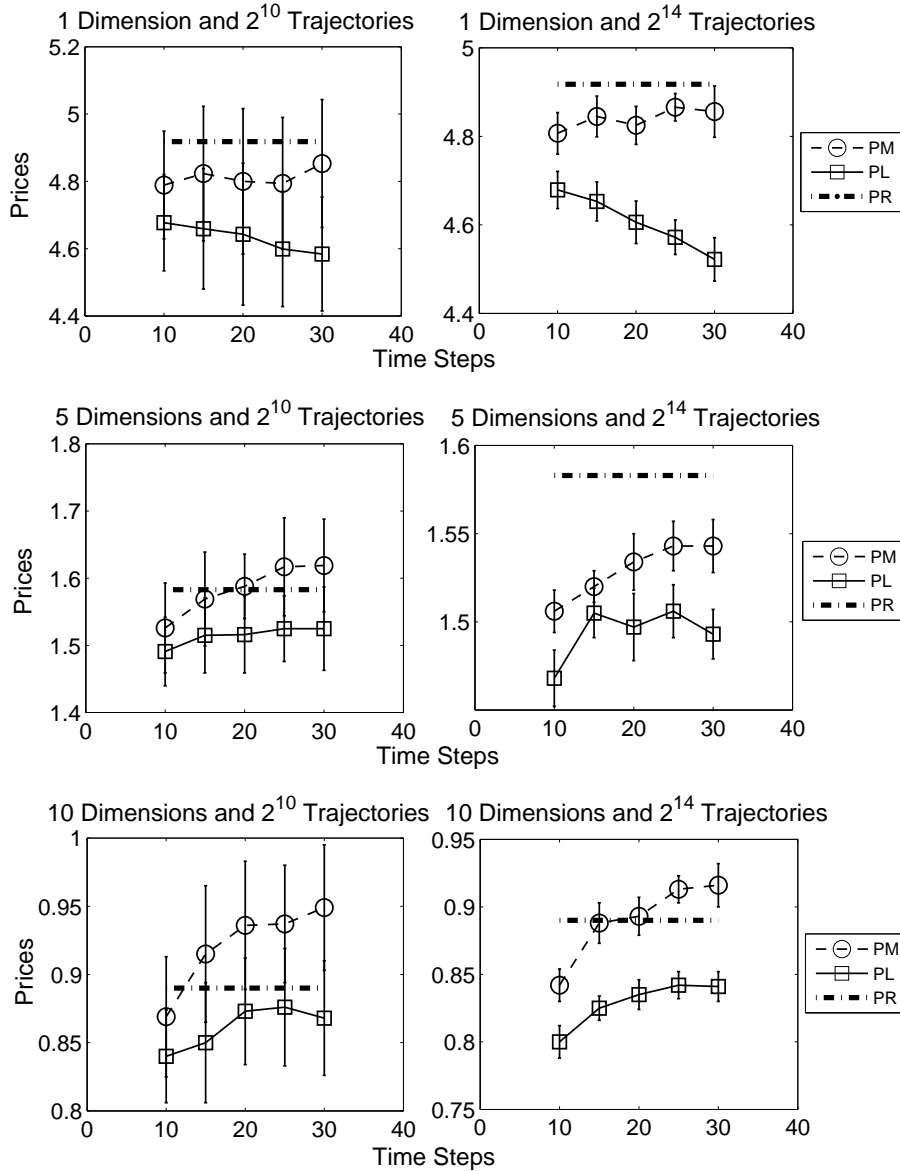 1 Dimension and 2^10 Trajectories
5.2
5
4.8
4.6
4.4
Prices
0 10 20 30 40
1 Dimension and 2^14 Trajectories
5
4.8
4.6
4.4
0 10 20 30 40
Time Steps
PM
PL
PR
5 Dimensions and 2^10 Trajectories
1.8
1.7
1.6
1.5
1.4
Prices
0 10 20 30 40
5 Dimensions and 2^14 Trajectories
1.6
1.55
1.5
0 10 20 30 40
Time Steps
PM
PL
PR
10 Dimensions and 2^10 Trajectories
1
0.95
0.9
0.85
0.8
Prices
0 10 20 30 40
10 Dimensions and 2^14 Trajectories
0.95
0.9
0.85
0.8
0.75
0 10 20 30 40
Time Steps
PM
PL
PR